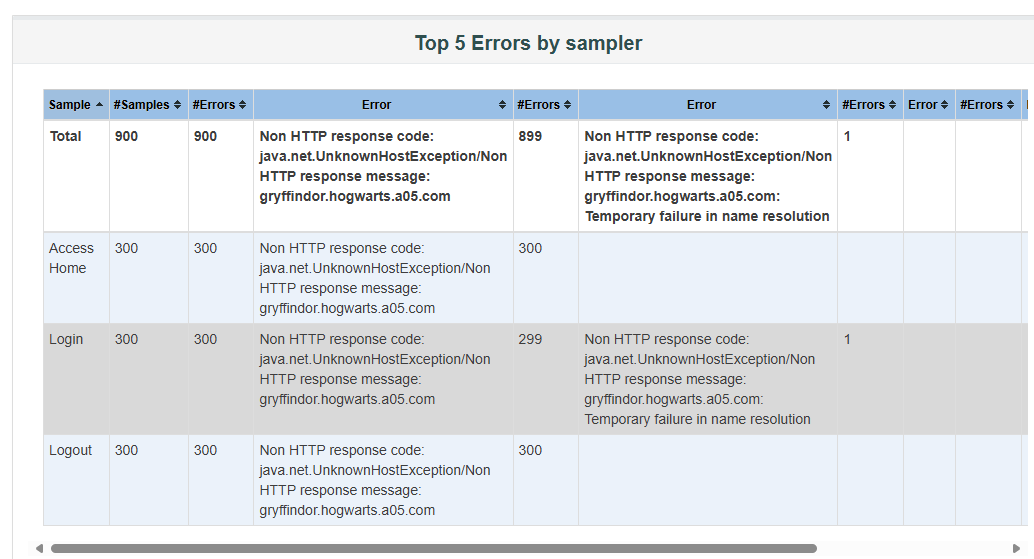 Top 5 Errors by sampler
Sample #Samples #Errors Error #Errors Error #Errors Error #Errors
Total 900 900 Non HTTP response code: 899 Non HTTP response code: 1
java.net.UnknownHostException/Non java.net.UnknownHostException/Non
HTTP response message: HTTP response message:
gryffindor.hogwarts.a05.com gryffindor.hogwarts.a05.com:
Temporary failure in name resolution
Access 300 300 Non HTTP response code: 300
Home java.net.UnknownHostException/Non
HTTP response message:
gryffindor.hogwarts.a05.com
Login 300 300 Non HTTP response code: 299 Non HTTP response code: 1
java.net.UnknownHostException/Non java.net.UnknownHostException/Non
HTTP response message: HTTP response message:
gryffindor.hogwarts.a05.com gryffindor.hogwarts.a05.com:
Temporary failure in name resolution
Logout 300 300 Non HTTP response code: 300
java.net.UnknownHostException/Non
HTTP response message:
gryffindor.hogwarts.a05.com